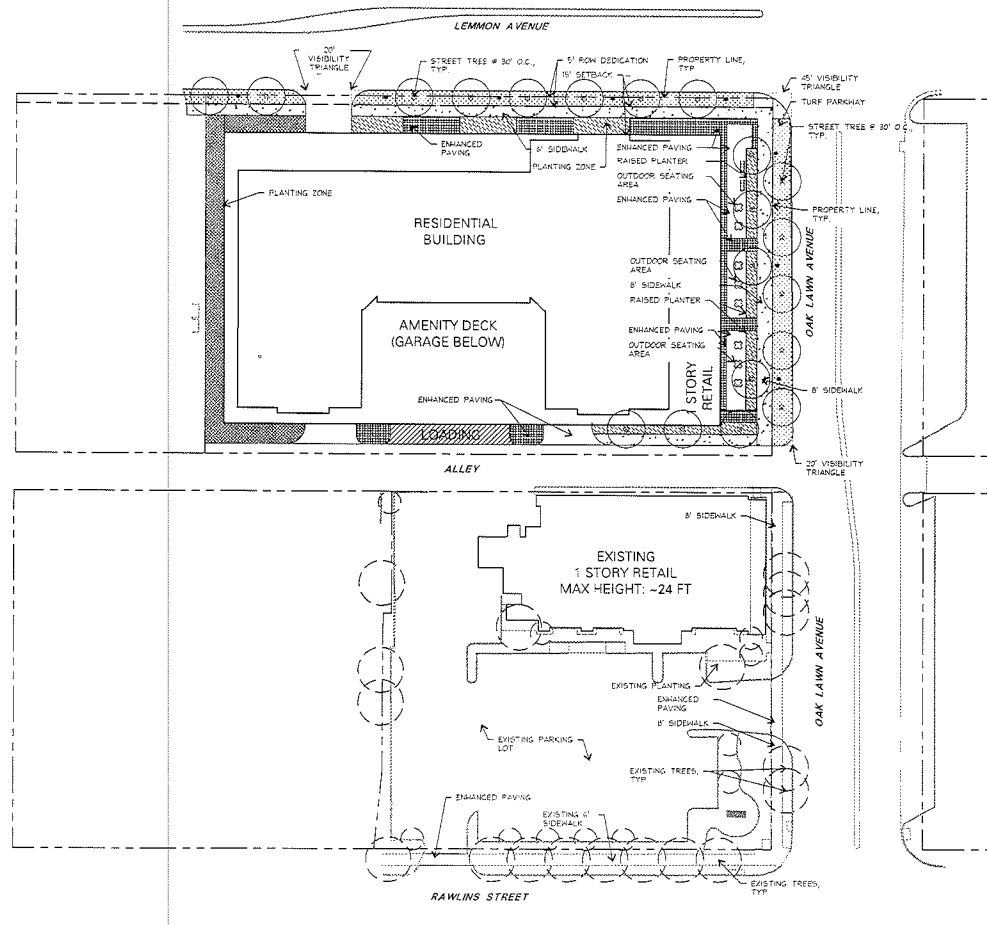 LEMMON AVENUE
20'
VISIBILITY
TRIANGLE
STREET TREE @ 30' O.C.,
TYP.
5' ROW DEDICATION
15' SETBACK
PROPERTY LINE,
TYP
45' VISIBILITY
TRIANGLE
TURF PARKWAY
STREET TREE @ 30' O.C.,
TYP.
ENHANCED
PAVING
6' SIDEWALK
PLANTING ZONE
ENHANCED PAVING
RAISED PLANTER
OUTDOOR SEATING
AREA
ENHANCED PAVING
PLANTING ZONE
PROPERTY LINE,
TYP.
RESIDENTIAL
BUILDING
OAK LAWN AVENUE
OUTDOOR SEATING
AREA
8' SIDEWALK
RAISED PLANTER
AMENITY DECK
(GARAGE BELOW)
ENHANCED PAVING
OUTDOOR SEATING
AREA
1 STORY
RETAIL
8' SIDEWALK
ENHANCED PAVING
LOADING
ALLEY
20' VISIBILITY
TRIANGLE
8' SIDEWALK
EXISTING
1 STORY RETAIL
MAX HEIGHT: ~24 FT
OAK LAWN AVENUE
EXISTING PLANTING
ENHANCED
PAVING
8' SIDEWALK
EXISTING PARKING
LOT
EXISTING TREES,
TYP
ENHANCED PAVING
EXISTING 6'
SIDEWALK
EXISTING TREES,
TYP
RAWLINS STREET